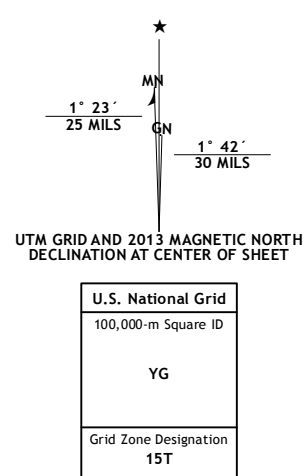 MN
1° 23´
25 MILS
GN
1° 42´
30 MILS
UTM GRID AND 2013 MAGNETIC NORTH
DECLINATION AT CENTER OF SHEET
U.S. National Grid
100,000-m Square ID
YG
Grid Zone Designation
15T